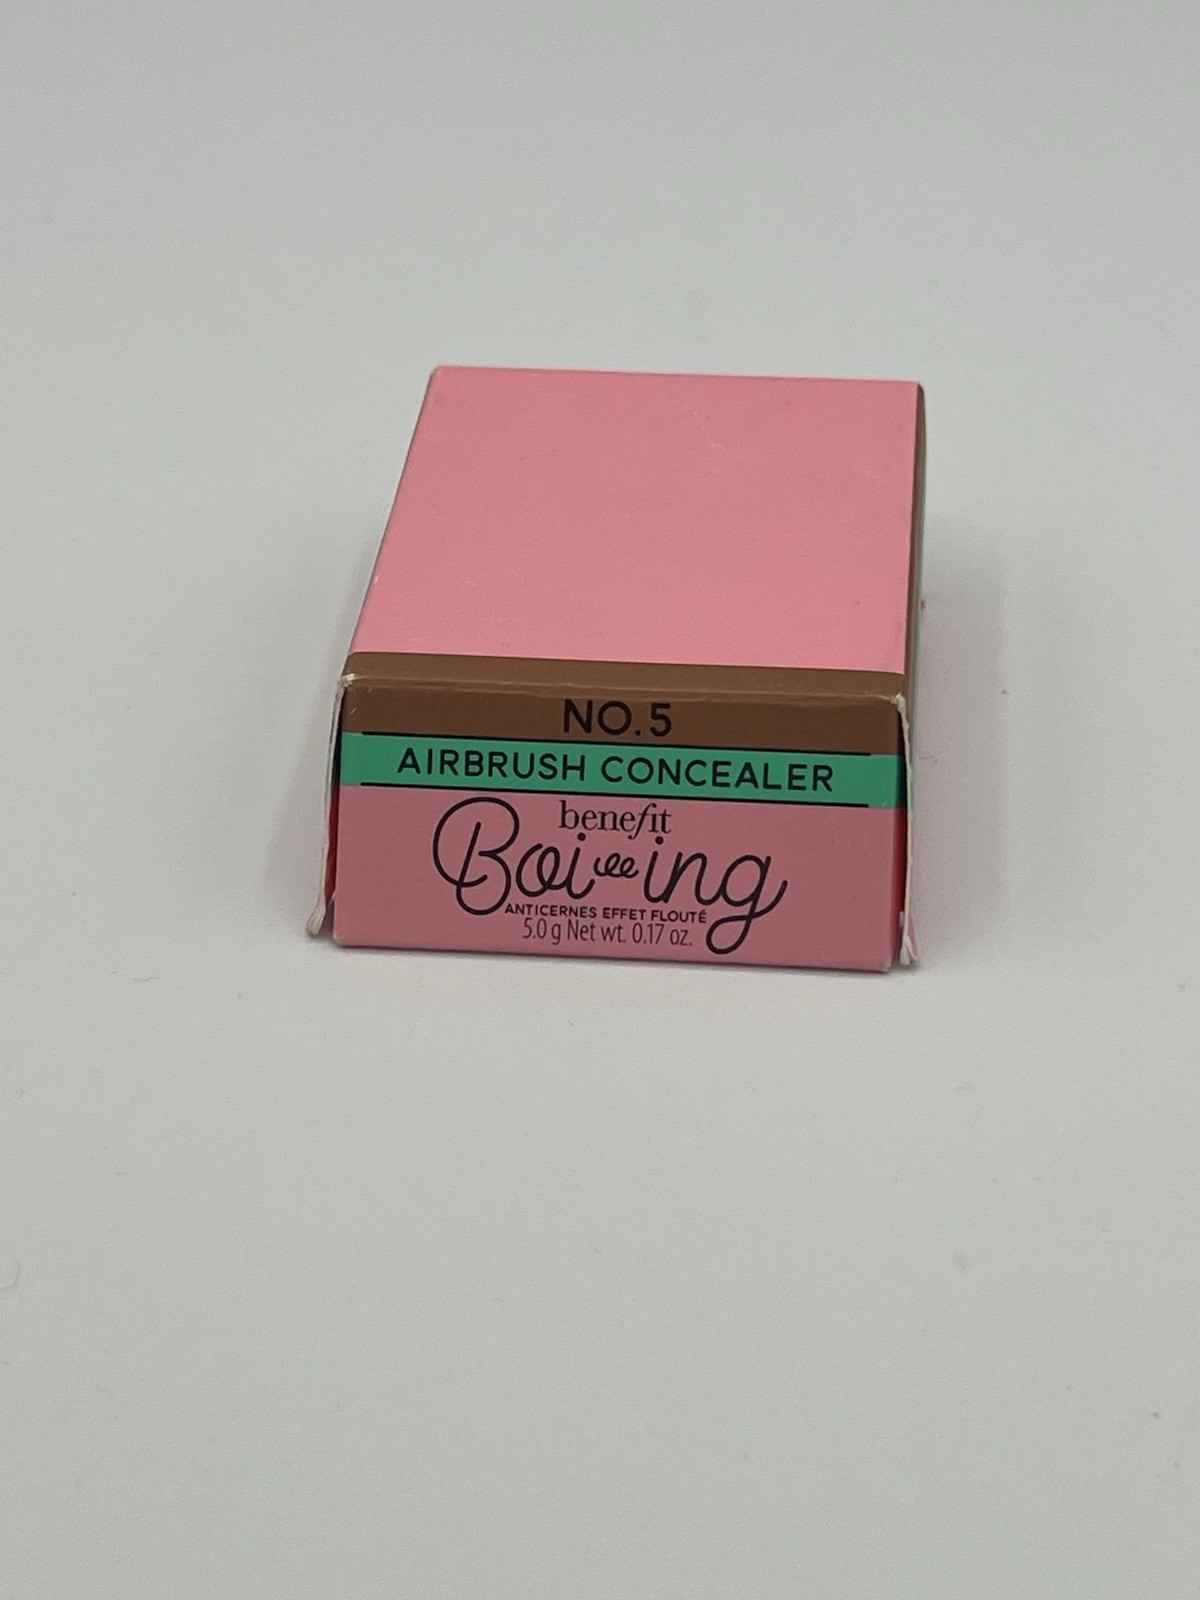 NO. 5
AIRBRUSH CONCEALER
benefit
Boi-ing
ANTICERNES EFFET FLOUTÉ
5.0 g Net wt. 0.17 oz.